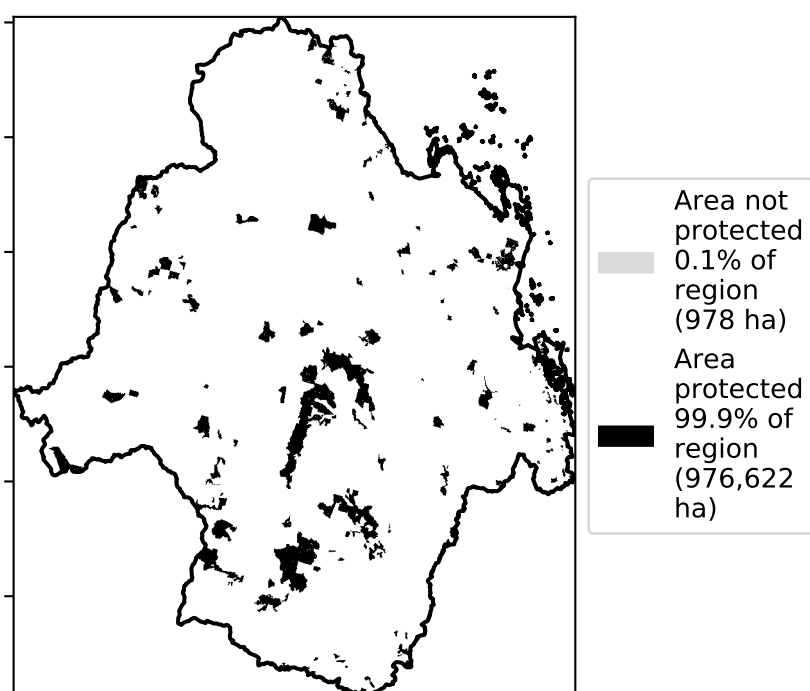 Area not
protected
0.1% of
region
(978 ha)
Area
protected
99.9% of
region
(976,622
ha)